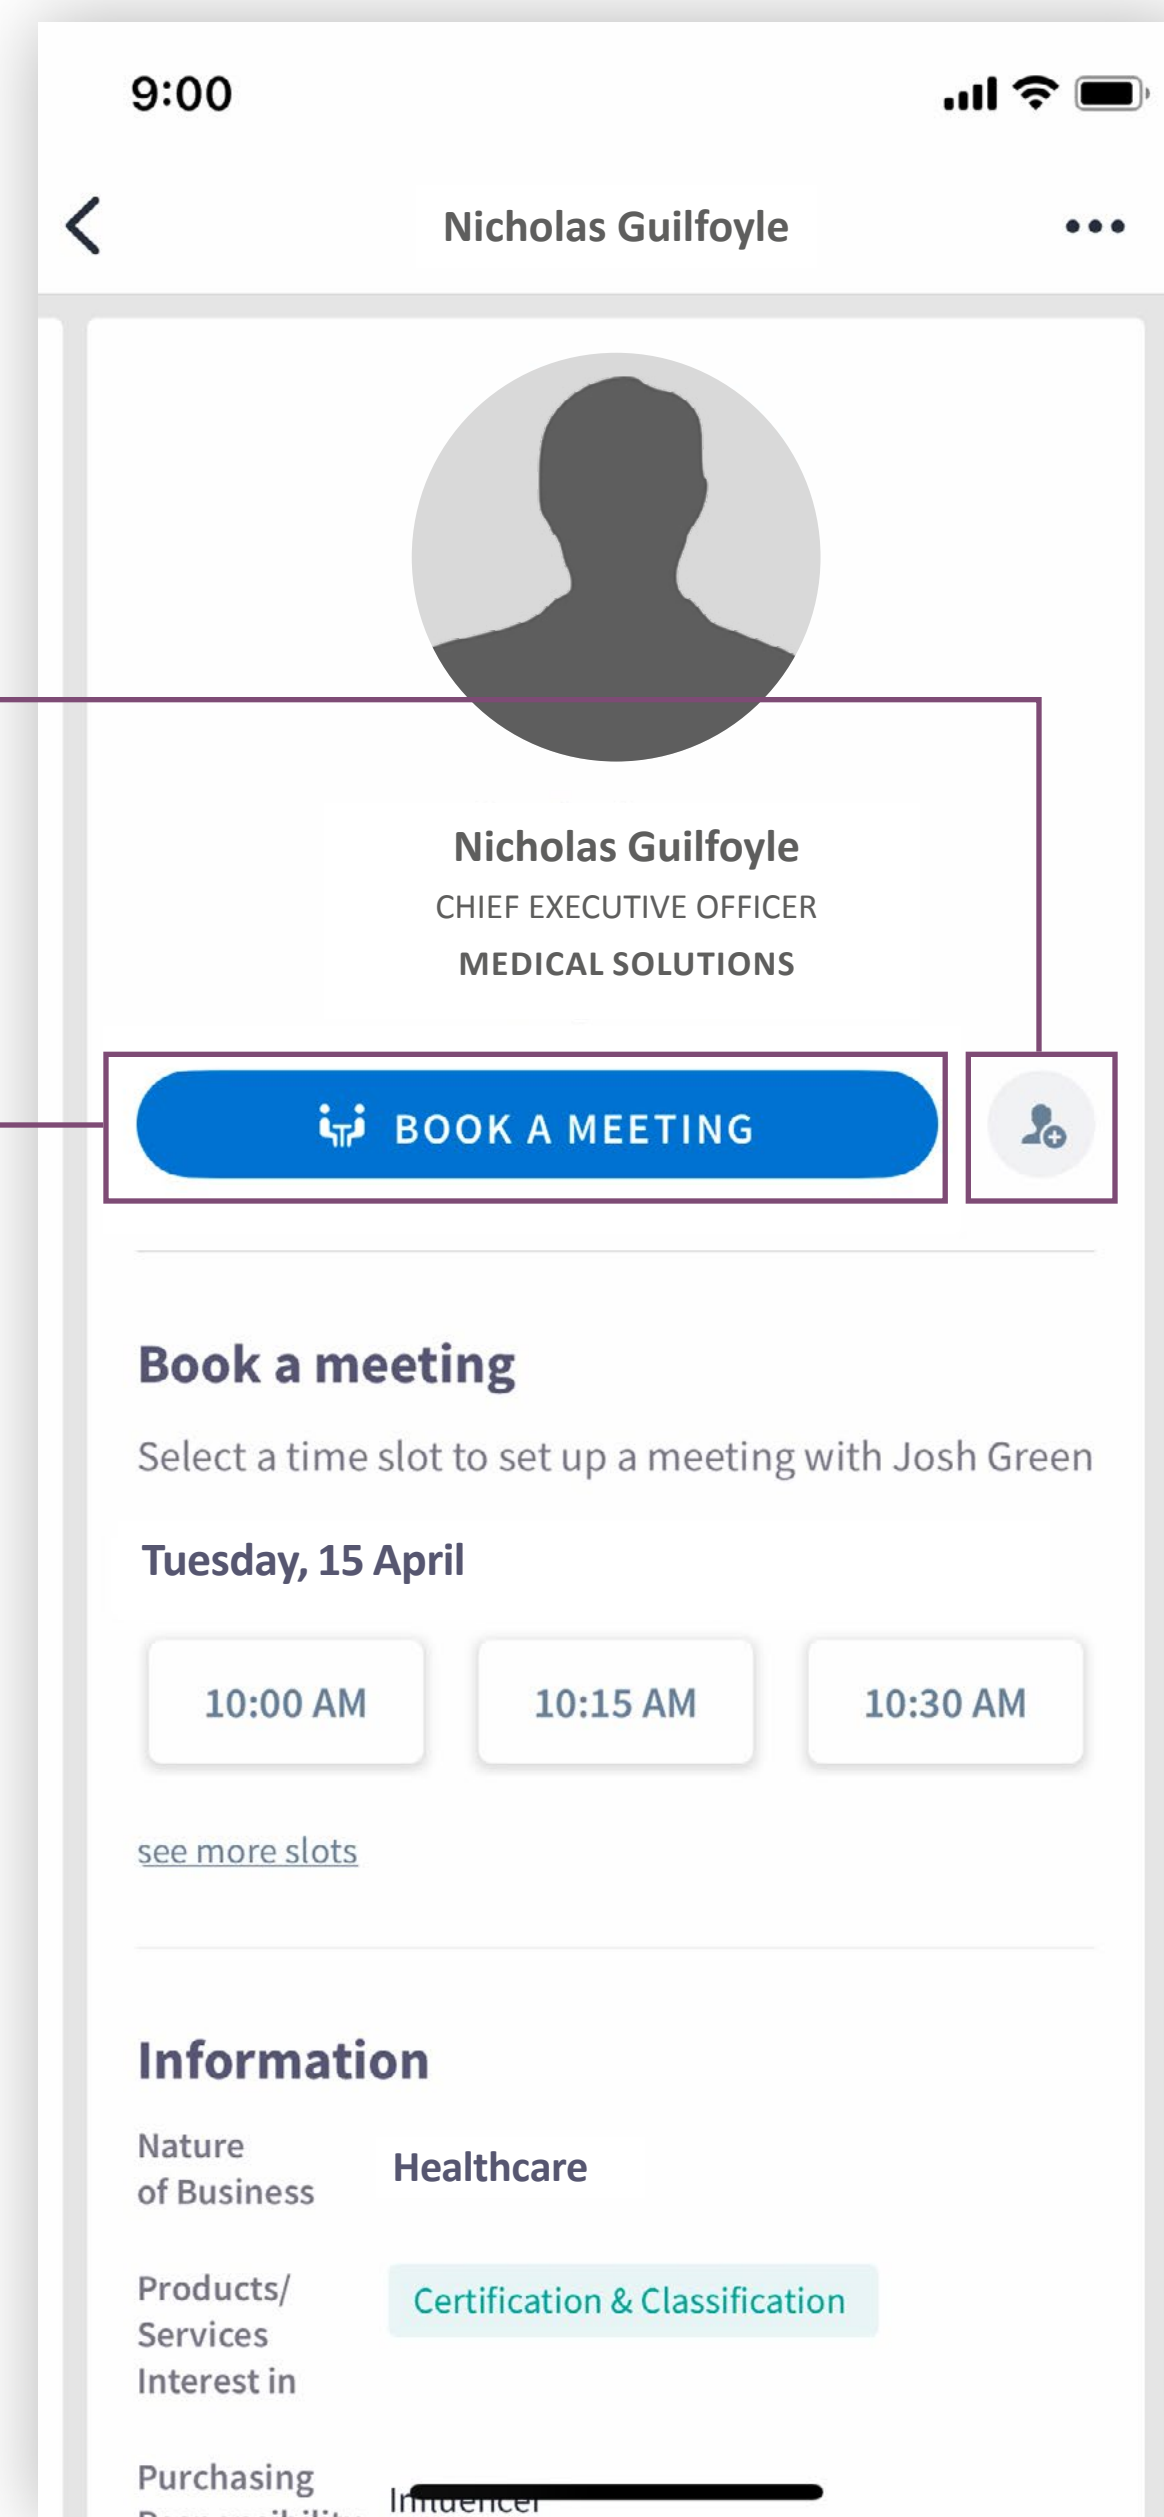 9:00
Nicholas Guilfoyle
Nicholas Guilfoyle
CHIEF EXECUTIVE OFFICER
MEDICAL SOLUTIONS
BOOK A MEETING
Book a meeting
Select a time slot to set up a meeting with Josh Green
Tuesday, 15 April
10:00 AM 10:15 AM 10:30 AM
see more slots
Information
Nature
of Business
Healthcare
Products/
Services
Interest in
Certification & Classification
Purchasing
Influencer